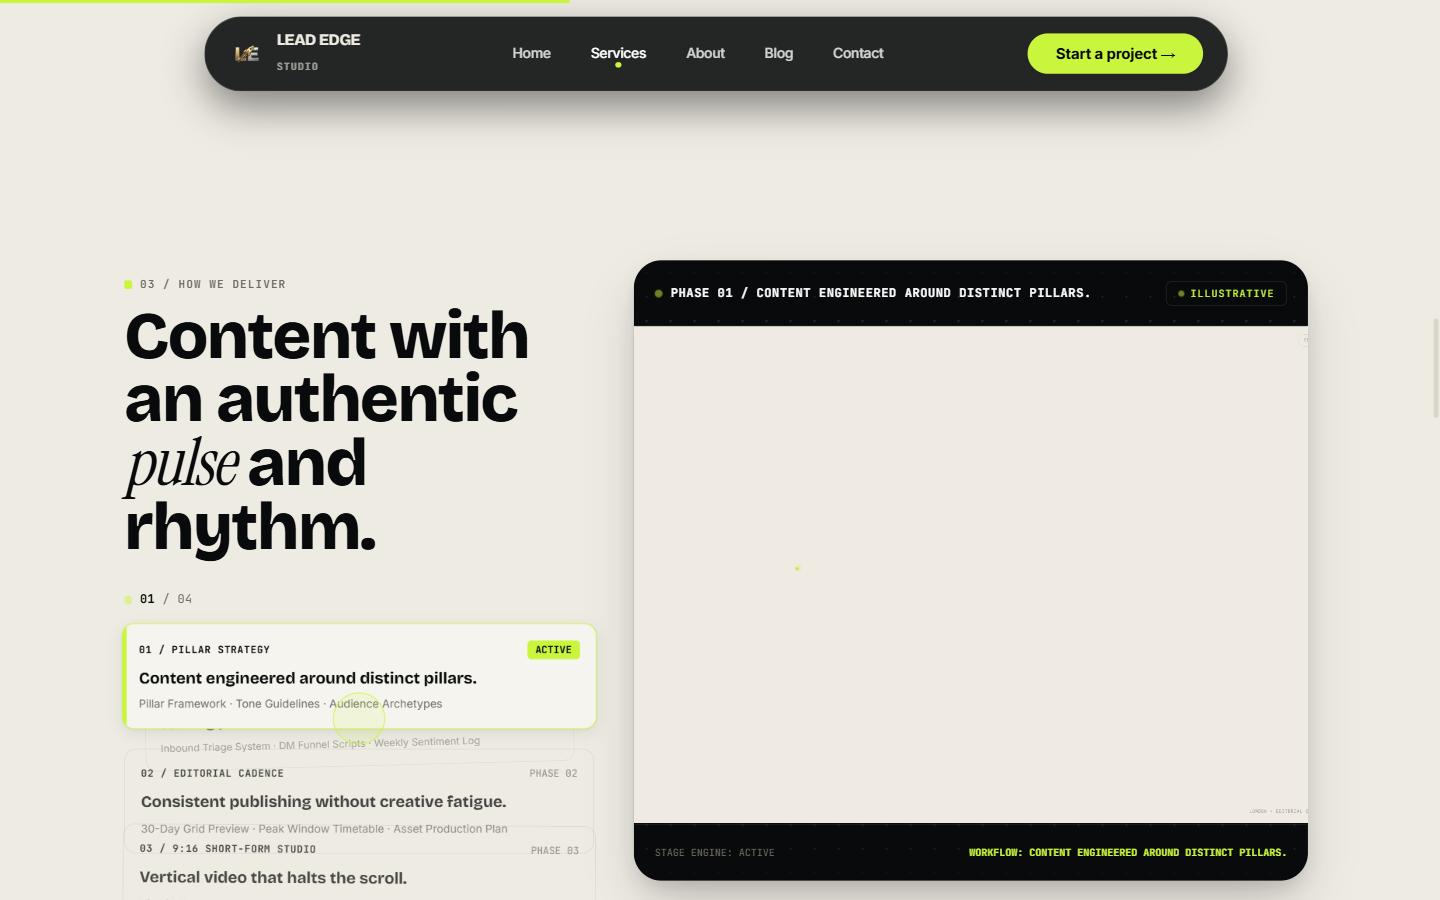 LEAD EDGE
STUDIO
Home
Services
About
Blog
Contact
Start a project →
03 / HOW WE DELIVER
Content with
an authentic
pulse and
rhythm.
01 / 04
01 / PILLAR STRATEGY
ACTIVE
Content engineered around distinct pillars.
Pillar Framework · Tone Guidelines · Audience Archetypes
Inbound Triage System · DM Funnel Scripts · Weekly Sentiment Log
02 / EDITORIAL CADENCE
PHASE 02
Consistent publishing without creative fatigue.
30-Day Grid Preview · Peak Window Timetable · Asset Production Plan
03 / 9:16 SHORT-FORM STUDIO
PHASE 03
Vertical video that halts the scroll.
PHASE 01 / CONTENT ENGINEERED AROUND DISTINCT PILLARS.
ILLUSTRATIVE
LONDON · EDITORIAL
STAGE ENGINE: ACTIVE
WORKFLOW: CONTENT ENGINEERED AROUND DISTINCT PILLARS.